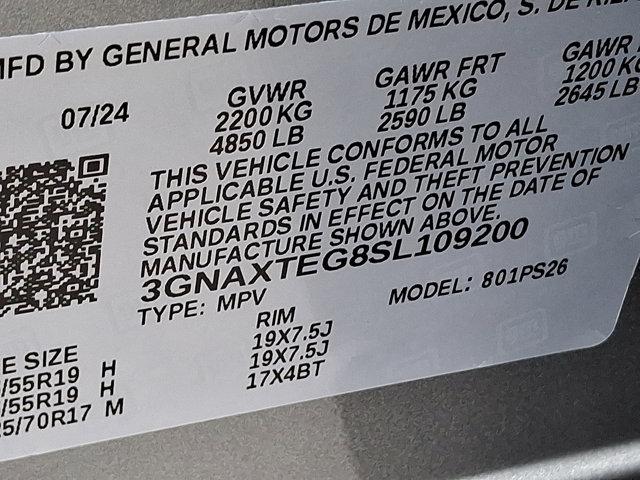 MFD BY GENERAL MOTORS DE MEXICO, S. DE R.L.
07/24 GVWR GAWR FRT GAWR
2200 KG 1175 KG 1200 KG
4850 LB 2590 LB 2645 LB
THIS VEHICLE CONFORMS TO ALL
APPLICABLE U.S. FEDERAL MOTOR
VEHICLE SAFETY AND THEFT PREVENTION
STANDARDS IN EFFECT ON THE DATE OF
MANUFACTURE SHOWN ABOVE.
3GNAXTEG8SL109200
TYPE: MPV MODEL: 801PS26
E SIZE RIM
/55R19 H 19X7.5J
/55R19 H 19X7.5J
5/70R17 M 17X4BT